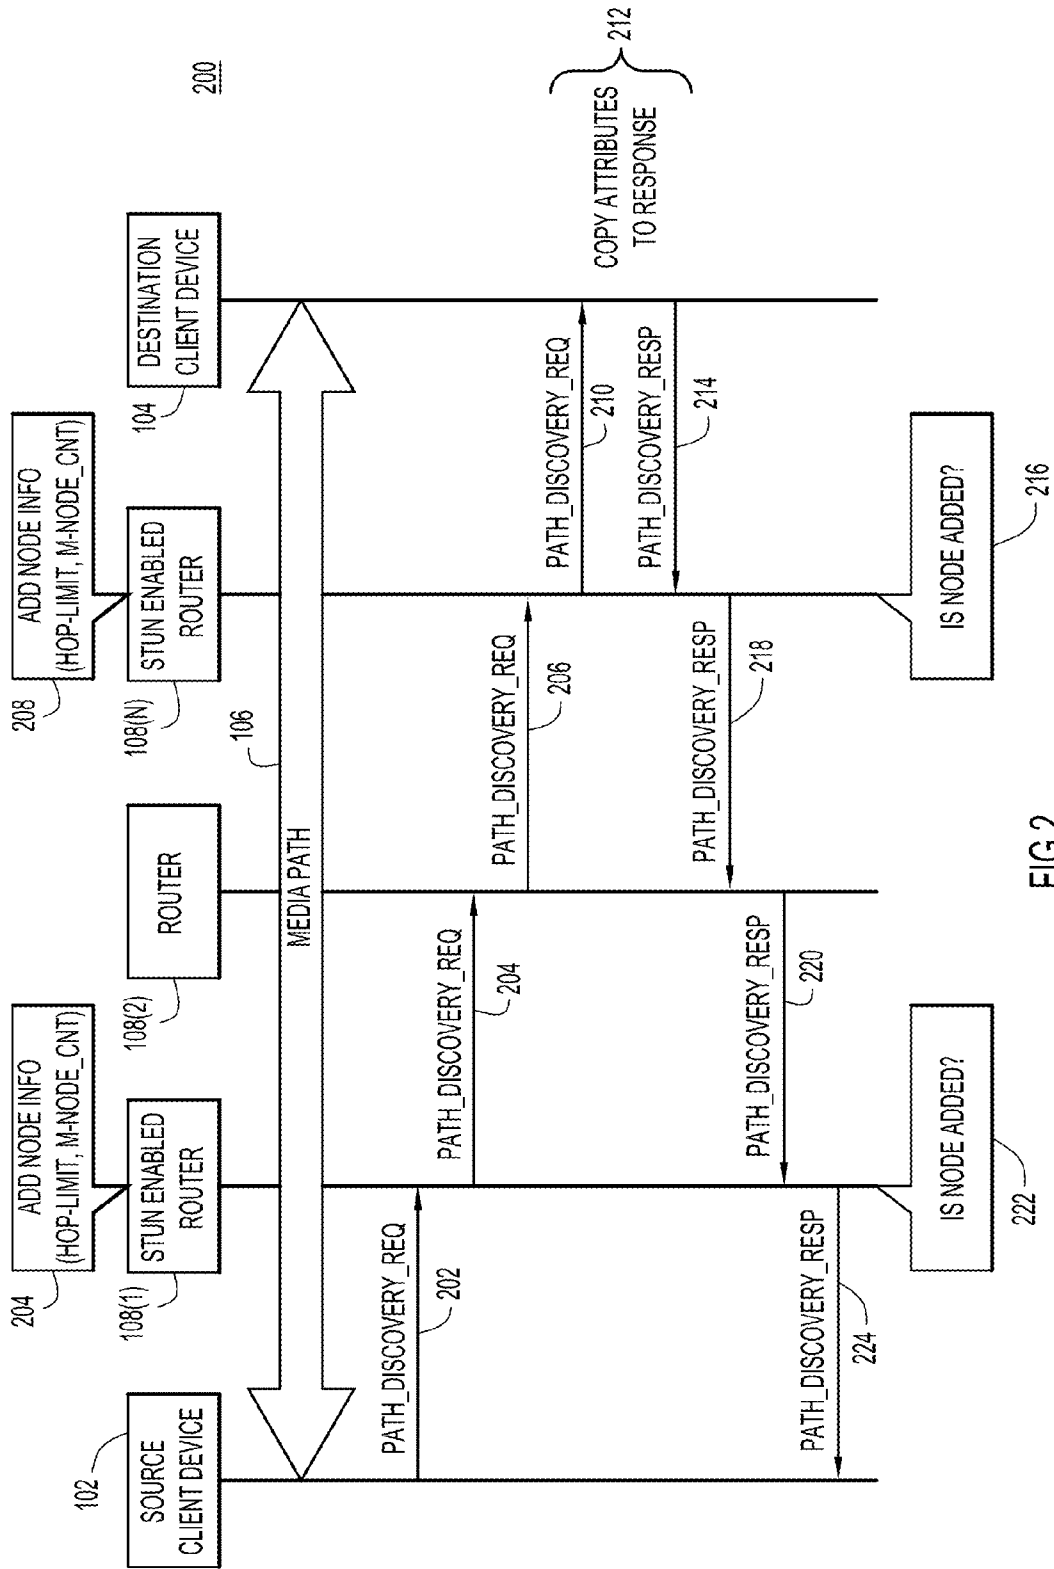 200
204
ADD NODE INFO
(HOP-LIMIT, M-NODE_CNT)
208
ADD NODE INFO
(HOP-LIMIT, M-NODE_CNT)
102
SOURCE
CLIENT DEVICE
108(1)
STUN ENABLED
ROUTER
108(2)
ROUTER
108(N)
STUN ENABLED
ROUTER
104
DESTINATION
CLIENT DEVICE
106
MEDIA PATH
PATH_DISCOVERY_REQ
202
PATH_DISCOVERY_REQ
204
PATH_DISCOVERY_REQ
206
PATH_DISCOVERY_REQ
210
COPY ATTRIBUTES
TO RESPONSE
212
PATH_DISCOVERY_RESP
214
PATH_DISCOVERY_RESP
218
PATH_DISCOVERY_RESP
220
PATH_DISCOVERY_RESP
224
IS NODE ADDED?
222
IS NODE ADDED?
216
FIG.2